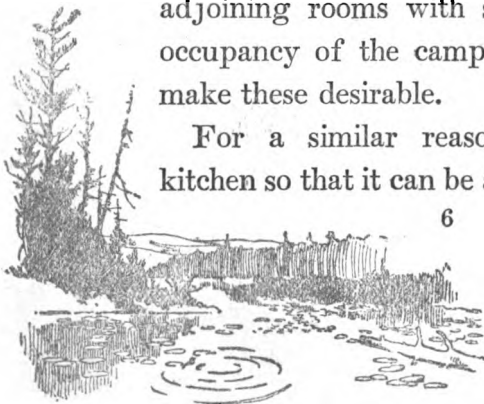 adjoining rooms with
occupancy of the camp
make these desirable.
For a similar reaso
kitchen so that it can be
6